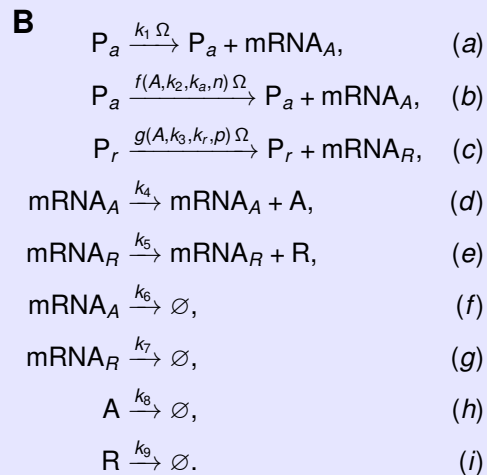 B
P_a —k_1 Ω→ P_a + mRNA_A, (a)
P_a —f(A,k_2,k_a,n) Ω→ P_a + mRNA_A, (b)
P_r —g(A,k_3,k_r,p) Ω→ P_r + mRNA_R, (c)
mRNA_A —k_4→ mRNA_A + A, (d)
mRNA_R —k_5→ mRNA_R + R, (e)
mRNA_A —k_6→ ∅, (f)
mRNA_R —k_7→ ∅, (g)
A —k_8→ ∅, (h)
R —k_9→ ∅. (i)